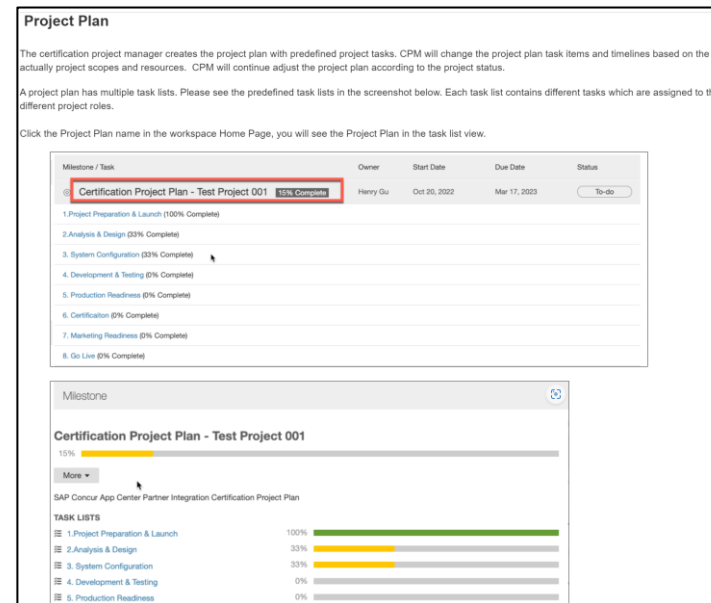 Project Plan
The certification project manager creates the project plan with predefined project tasks. CPM will change the project plan task items and timelines based on the
actually project scopes and resources. CPM will continue adjust the project plan according to the project status.
A project plan has multiple task lists. Please see the predefined task lists in the screenshot below. Each task list contains different tasks which are assigned to
different project roles.
Click the Project Plan name in the workspace Home Page, you will see the Project Plan in the task list view.
Milestone / Task Owner Start Date Due Date Status
Certification Project Plan - Test Project 001 15% Complete Henry Gu Oct 20, 2022 Mar 17, 2023 To-do
1.Project Preparation & Launch (100% Complete)
2.Analysis & Design (33% Complete)
3. System Configuration (33% Complete)
4. Development & Testing (0% Complete)
5. Production Readiness (0% Complete)
6. Certification (0% Complete)
7. Marketing Readiness (0% Complete)
8. Go Live (0% Complete)
Milestone
Certification Project Plan - Test Project 001
15%
More
SAP Concur App Center Partner Integration Certification Project Plan
TASK LISTS
1.Project Preparation & Launch 100%
2.Analysis & Design 33%
3. System Configuration 33%
4. Development & Testing 0%
5. Production Readiness 0%